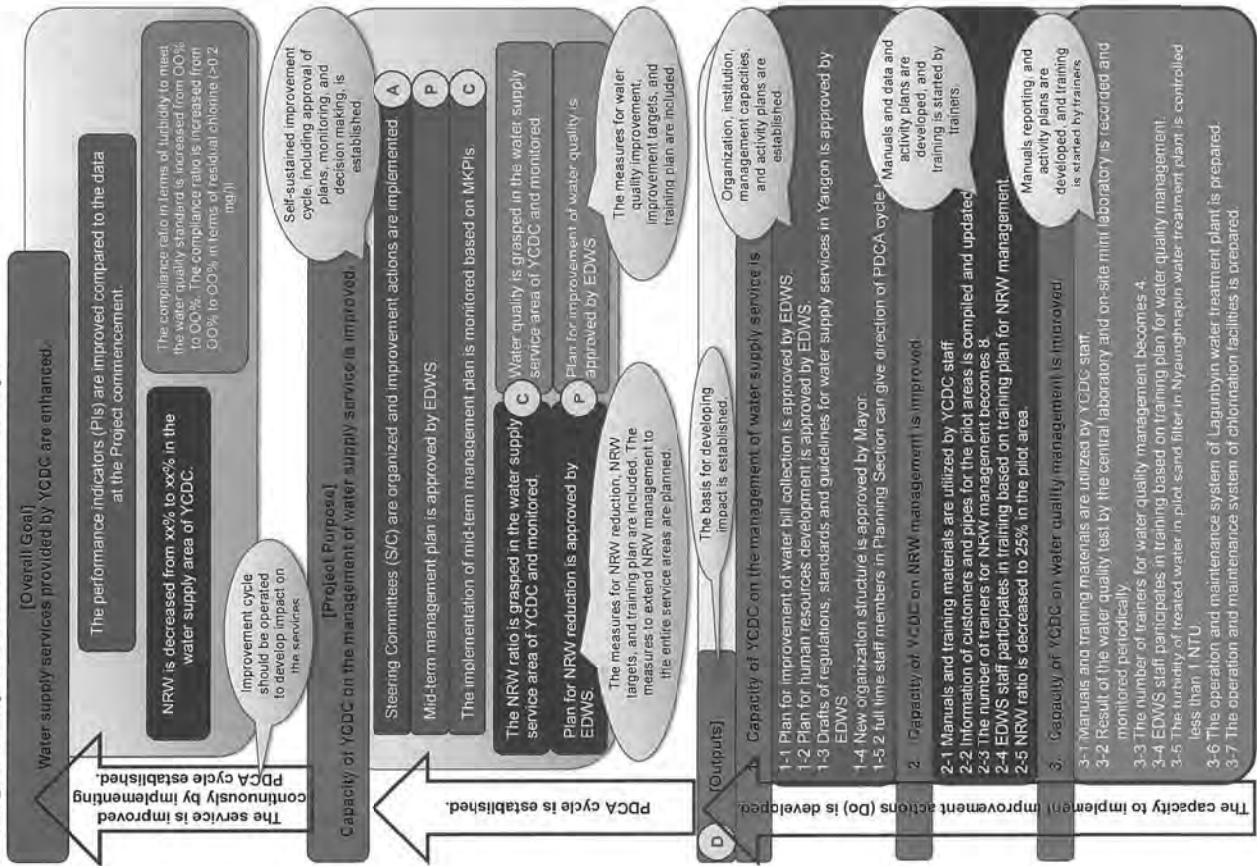 [Overall Goal]
Water supply services provided by YCDC are enhanced.
The performance indicators (PIs) are improved compared to the data
at the Project commencement.
NRW is decreased from xx% to xx% in the
water supply area of YCDC.
The compliance ratio in terms of turbidity to meet
the water quality standard is increased from OO%
to OO%. The compliance ratio is increased from
OO% to OO% in terms of residual chlorine (>0.2
mg/l)
Improvement cycle
should be operated
to develop impact on
the services.
The service is improved
continuously by implementing
PDCA cycle established.
[Project Purpose]
Capacity of YCDC on the management of water supply service is improved.
Self-sustained improvement
cycle, including approval of
plans, monitoring, and
decision making, is
established.
Steering Committees (S/C) are organized and improvement actions are implemented.
A
Mid-term management plan is approved by EDWS
P
The implementation of mid-term management plan is monitored based on MKPIs
C
The NRW ratio is grasped in the water supply
service area of YCDC and monitored.
C
Water quality is grasped in the water supply
service area of YCDC and monitored
Plan for NRW reduction is approved by
EDWS.
P
Plan for improvement of water quality is
approved by EDWS
The measures for NRW reduction, NRW
targets, and training plan are included. The
measures to extend NRW management to
the entire service areas are planned.
The measures for water
quality improvement,
improvement targets, and
training plan are included.
PDCA cycle is established.
The basis for developing
impact is established.
D
[Outputs]
1. Capacity of YCDC on the management of water supply service is
Organization, institution,
management capacities,
and activity plans are
established.
1-1 Plan for improvement of water bill collection is approved by EDWS.
1-2 Plan for human resources development is approved by EDWS.
1-3 Drafts of regulations, standards and guidelines for water supply services in Yangon is approved by
EDWS
1-4 New organization structure is approved by Mayor.
1-5 2 full time staff members in Planning Section can give direction of PDCA cycle
2. Capacity of YCDC on NRW management is improved.
Manuals and data and
activity plans are
developed, and
training is started by
trainers.
2-1 Manuals and training materials are utilized by YCDC staff.
2-2 Information of customers and pipes for the pilot areas is compiled and updated
2-3 The number of trainers for NRW management becomes 8.
2-4 EDWS staff participates in training based on training plan for NRW management.
2-5 NRW ratio is decreased to 25% in the pilot area.
3. Capacity of YCDC on water quality management is improved.
Manuals reporting, and
activity plans are
developed, and training
is started by trainers
3-1 Manuals and training materials are utilized by YCDC staff.
3-2 Result of the water quality test by the central laboratory and on-site mini laboratory is recorded and
monitored periodically.
3-3 The number of trainers for water quality management becomes 4.
3-4 EDWS staff participates in training based on training plan for water quality management.
3-5 The turbidity of treated water in pilot sand filter in Nyaunghnapin water treatment plant is controlled
less than 1 NTU
3-6 The operation and maintenance system of Lagunbyin water treatment plant is prepared
3-7 The operation and maintenance system of chlorination facilities is prepared.
The capacity to implement improvement actions (Do) is developed.